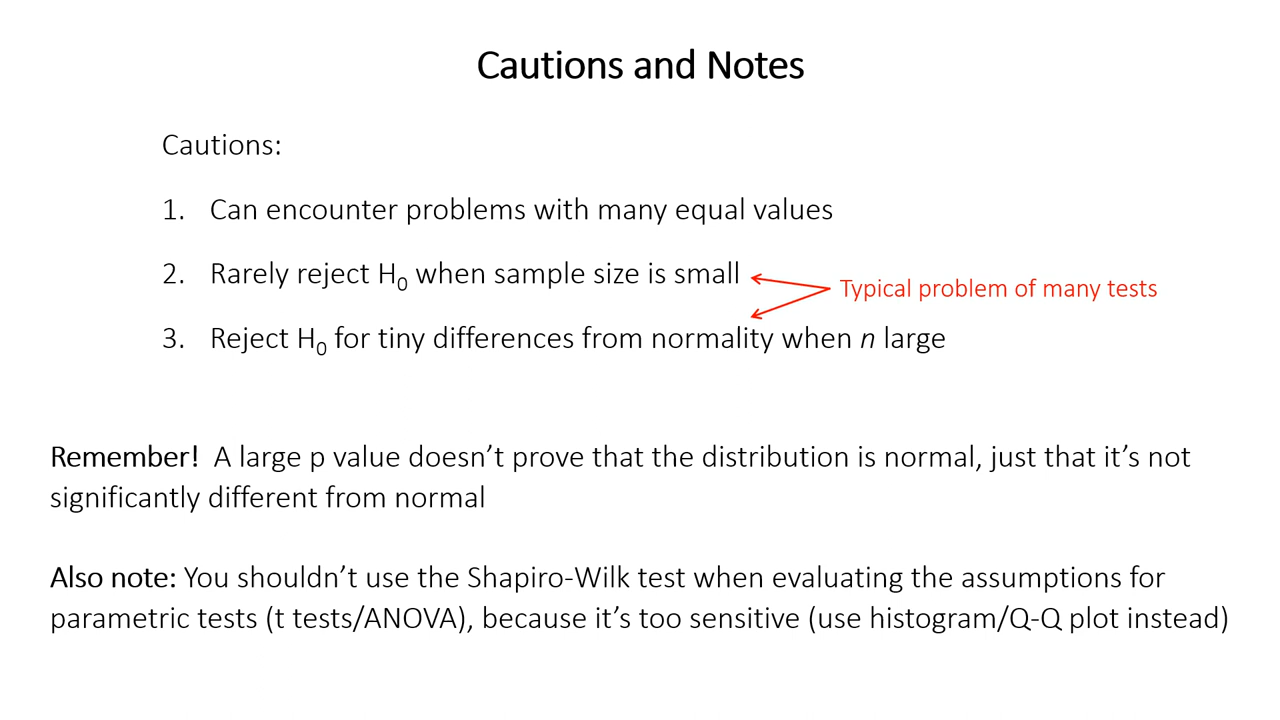 Cautions and Notes
Cautions:
1. Can encounter problems with many equal values
2. Rarely reject H₀ when sample size is small
Typical problem of many tests
3. Reject H₀ for tiny differences from normality when n large
Remember! A large p value doesn’t prove that the distribution is normal, just that it’s not
significantly different from normal
Also note: You shouldn’t use the Shapiro-Wilk test when evaluating the assumptions for
parametric tests (t tests/ANOVA), because it’s too sensitive (use histogram/Q-Q plot instead)